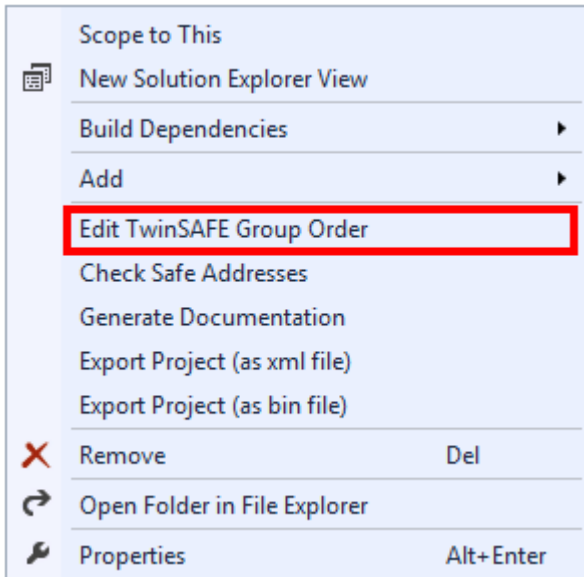 Scope to This
New Solution Explorer View
Build Dependencies
Add
Edit TwinSAFE Group Order
Check Safe Addresses
Generate Documentation
Export Project (as xml file)
Export Project (as bin file)
Remove Del
Open Folder in File Explorer
Properties Alt+Enter